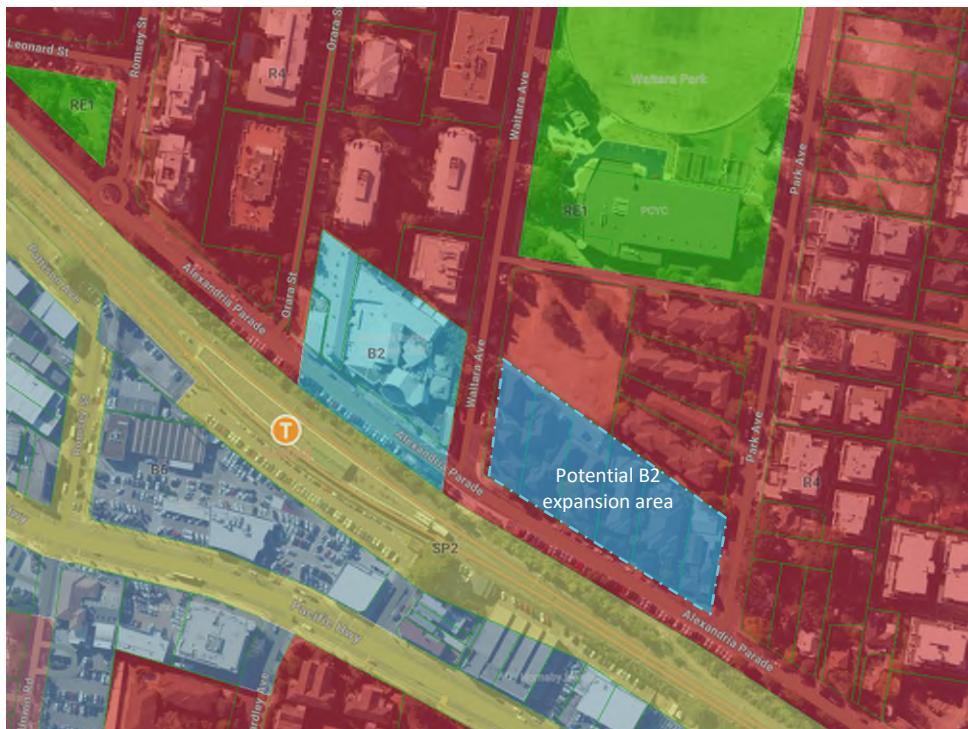 Leonard St
Romsey St
Orara St
R4
RE1
Waitara Ave
Waitara Park
Park Ave
RE1
PCYC
Alexandria Parade
Orara St
B2
Waitara Ave
Romsey St
T
Alexandria Parade
Park Ave
B6
Potential B2
expansion area
R4
SP2
Pacific Hwy
Alexandria Parade